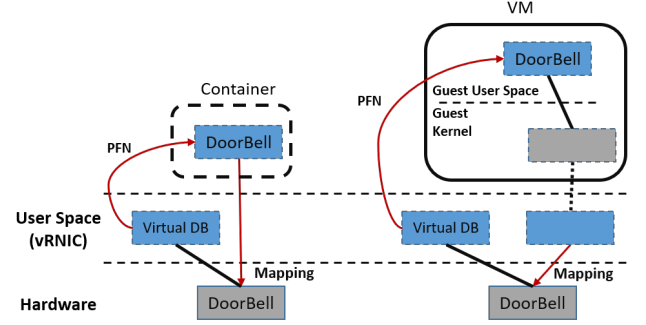 VM
DoorBell
Container
PFN
Guest User Space
Guest
Kernel
PFN
DoorBell
User Space
(vRNIC)
Virtual DB
Virtual DB
Mapping
Mapping
Hardware
DoorBell
DoorBell